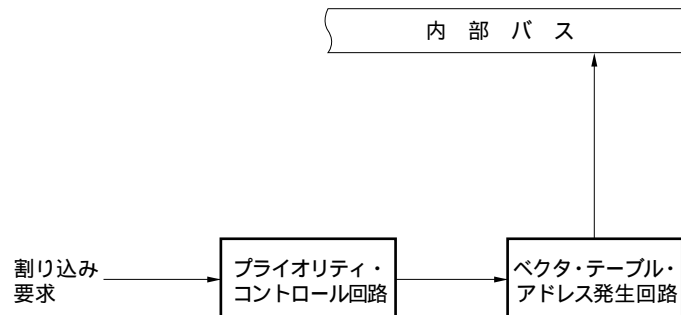 内 部 バ ス
割り込み
要求
プライオリティ・
コントロール回路
ベクタ・テーブル・
アドレス発生回路